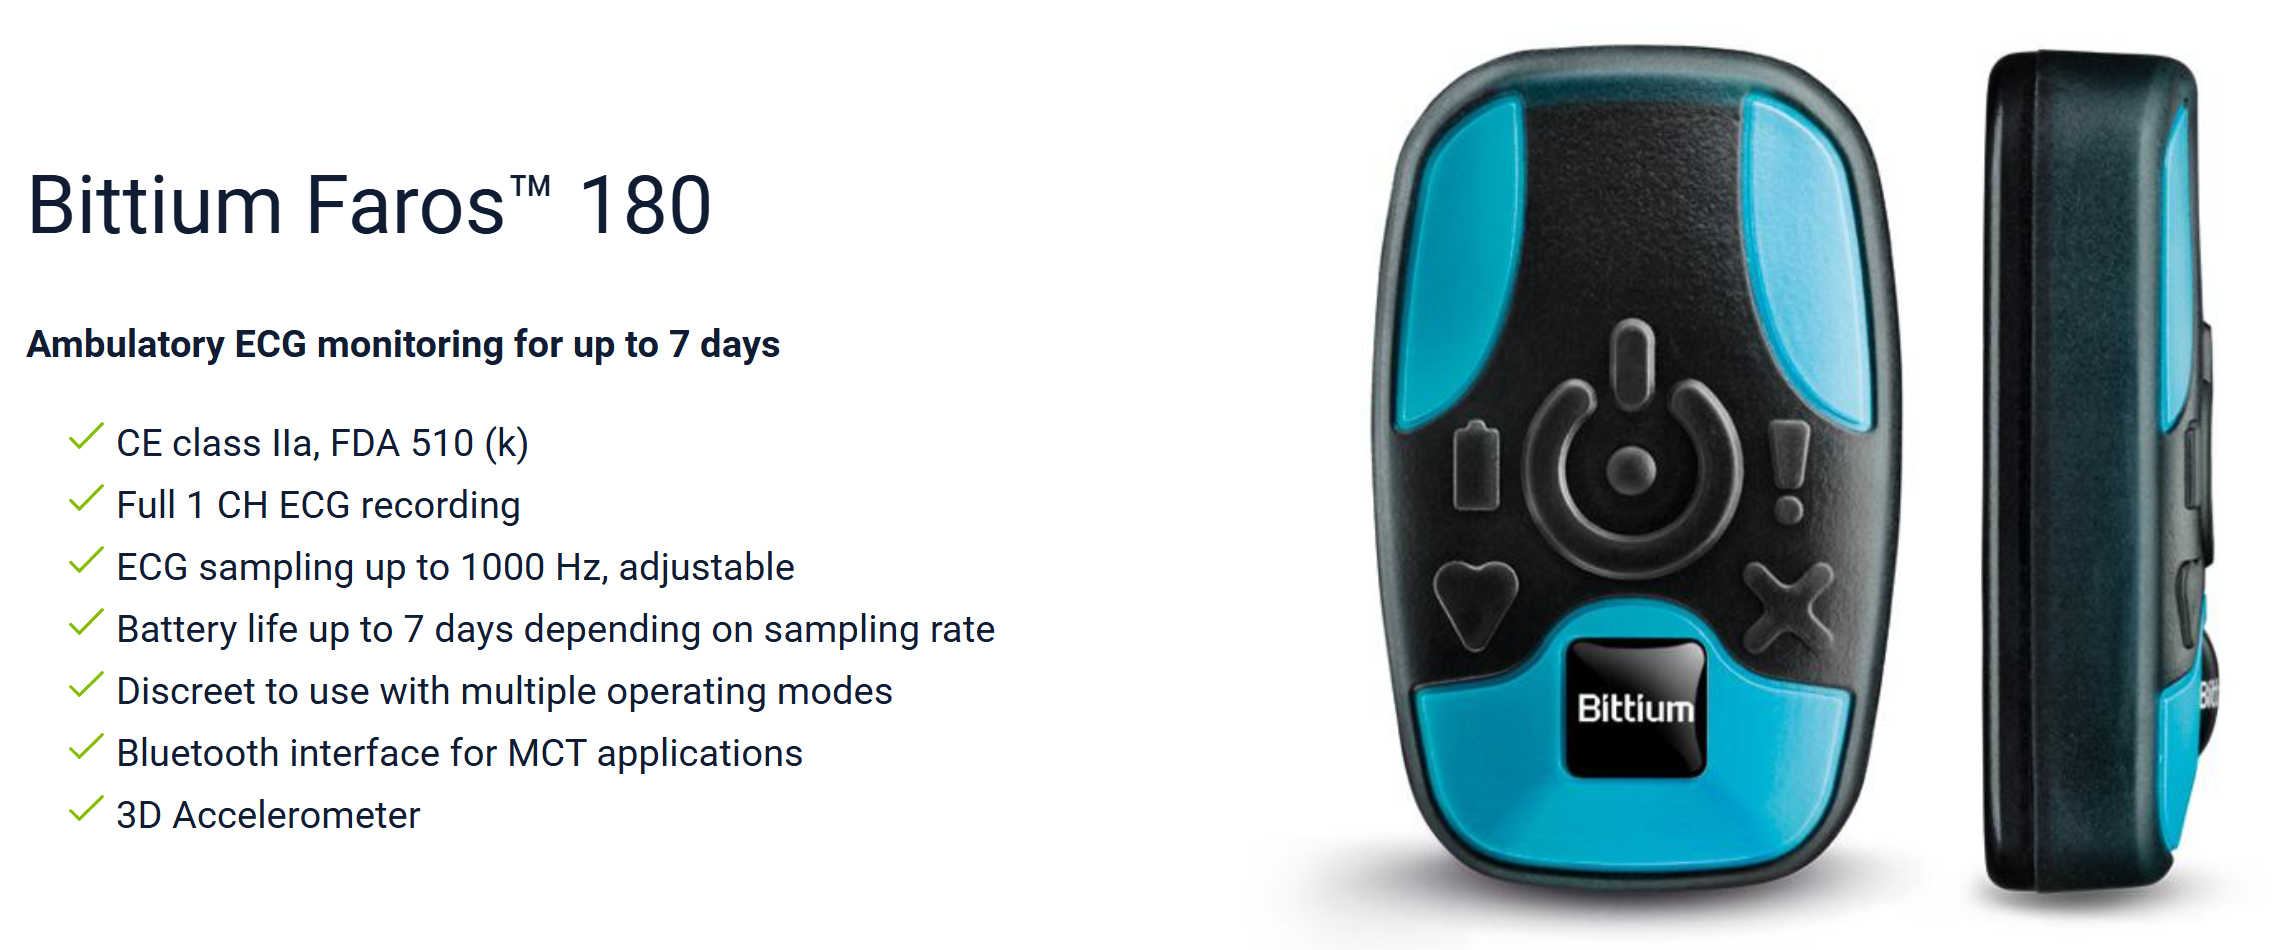 Bittium Faros™ 180
Ambulatory ECG monitoring for up to 7 days
CE class IIa, FDA 510 (k)
Full 1 CH ECG recording
ECG sampling up to 1000 Hz, adjustable
Battery life up to 7 days depending on sampling rate
Discreet to use with multiple operating modes
Bluetooth interface for MCT applications
3D Accelerometer
Bittium